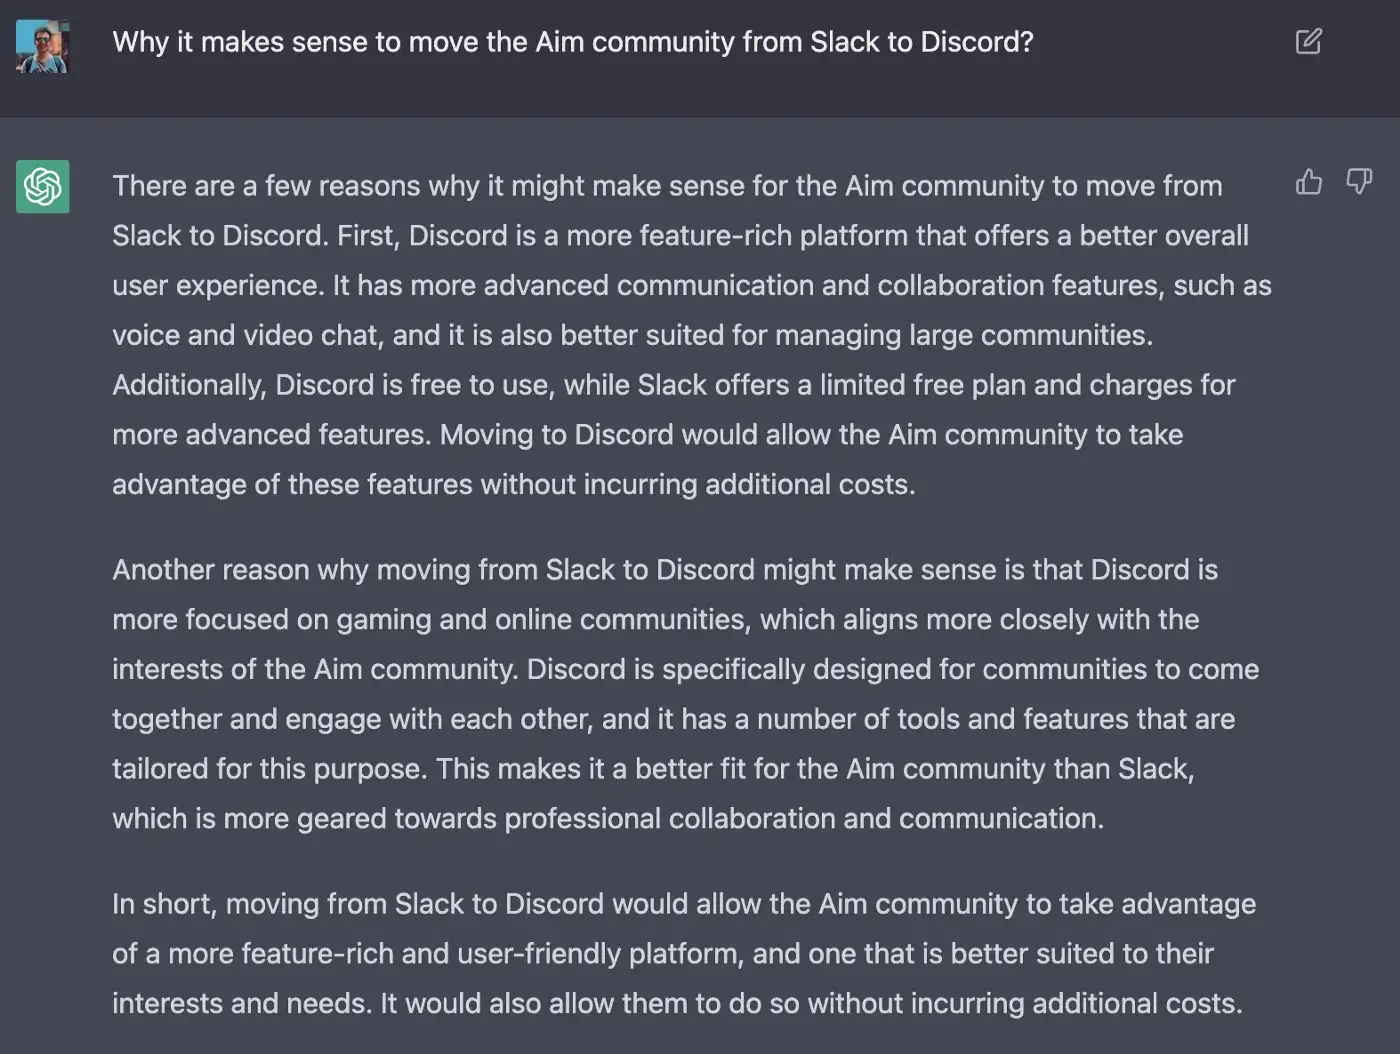 Why it makes sense to move the Aim community from Slack to Discord?
There are a few reasons why it might make sense for the Aim community to move from
Slack to Discord. First, Discord is a more feature-rich platform that offers a better overall
user experience. It has more advanced communication and collaboration features, such as
voice and video chat, and it is also better suited for managing large communities.
Additionally, Discord is free to use, while Slack offers a limited free plan and charges for
more advanced features. Moving to Discord would allow the Aim community to take
advantage of these features without incurring additional costs.
Another reason why moving from Slack to Discord might make sense is that Discord is
more focused on gaming and online communities, which aligns more closely with the
interests of the Aim community. Discord is specifically designed for communities to come
together and engage with each other, and it has a number of tools and features that are
tailored for this purpose. This makes it a better fit for the Aim community than Slack,
which is more geared towards professional collaboration and communication.
In short, moving from Slack to Discord would allow the Aim community to take advantage
of a more feature-rich and user-friendly platform, and one that is better suited to their
interests and needs. It would also allow them to do so without incurring additional costs.